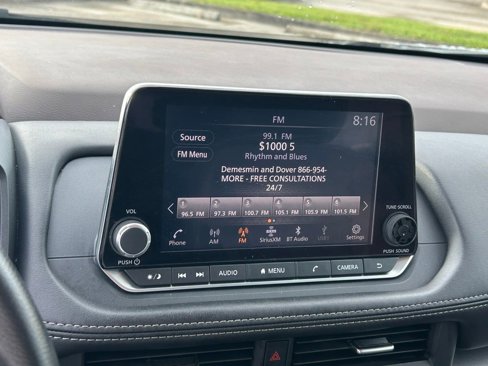 FM
8:16
Source
99.1 FM
$1000 5
FM Menu
Rhythm and Blues
Demesmin and Dover 866-954-
MORE - FREE CONSULTATIONS
24/7
96.5 FM
97.3 FM
100.7 FM
105.1 FM
105.9 FM
101.5 FM
Phone
AM
FM
SiriusXM
BT Audio
USB
Settings
VOL
TUNE·SCROLL
PUSH
PUSH SOUND
AUDIO
MENU
CAMERA